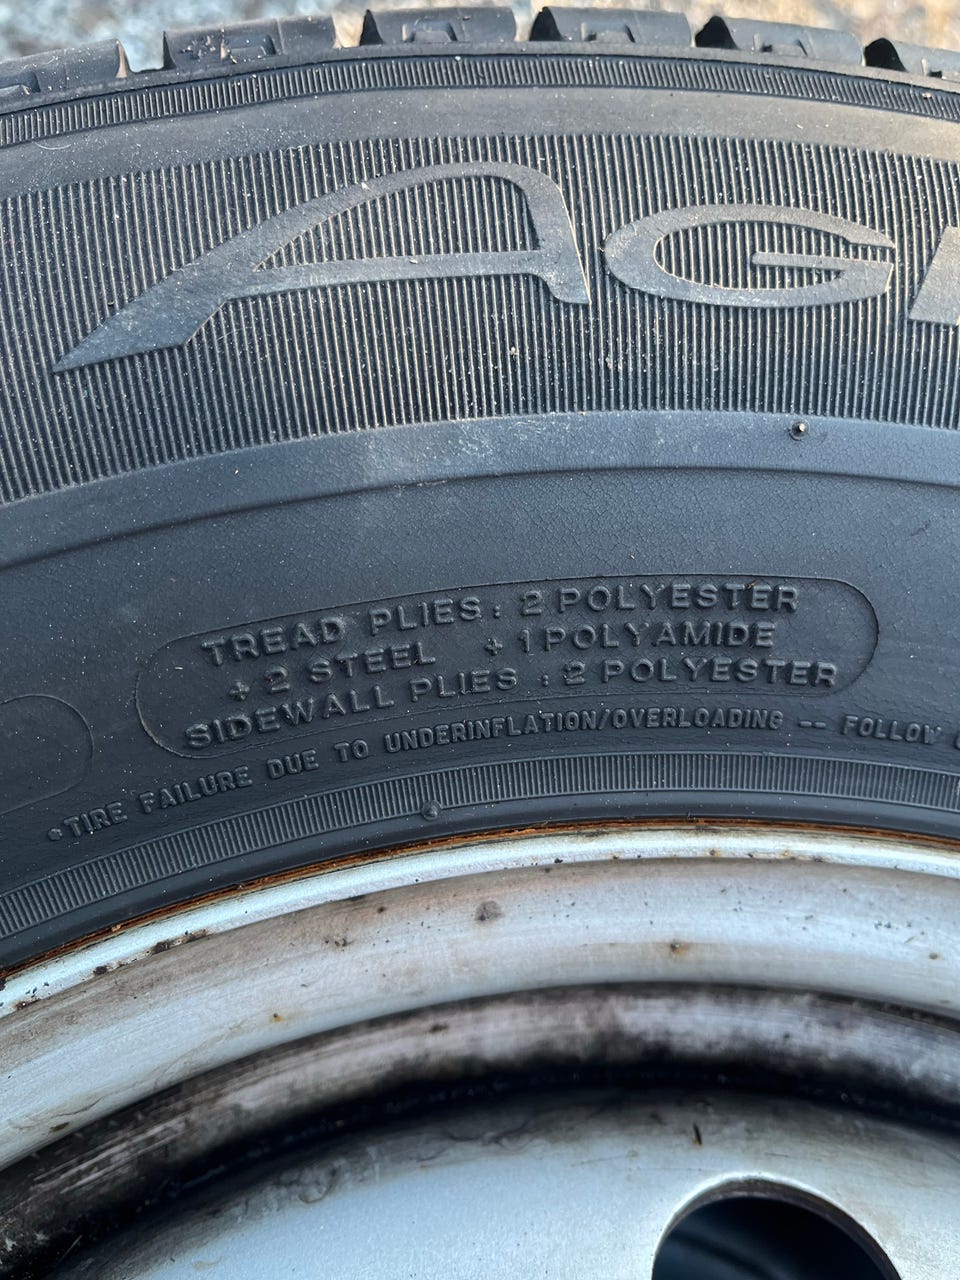 AG
TREAD PLIES: 2 POLYESTER
+ 2 STEEL + 1 POLYAMIDE
SIDEWALL PLIES : 2 POLYESTER
•TIRE FAILURE DUE TO UNDERINFLATION/OVERLOADING -- FOLLOW